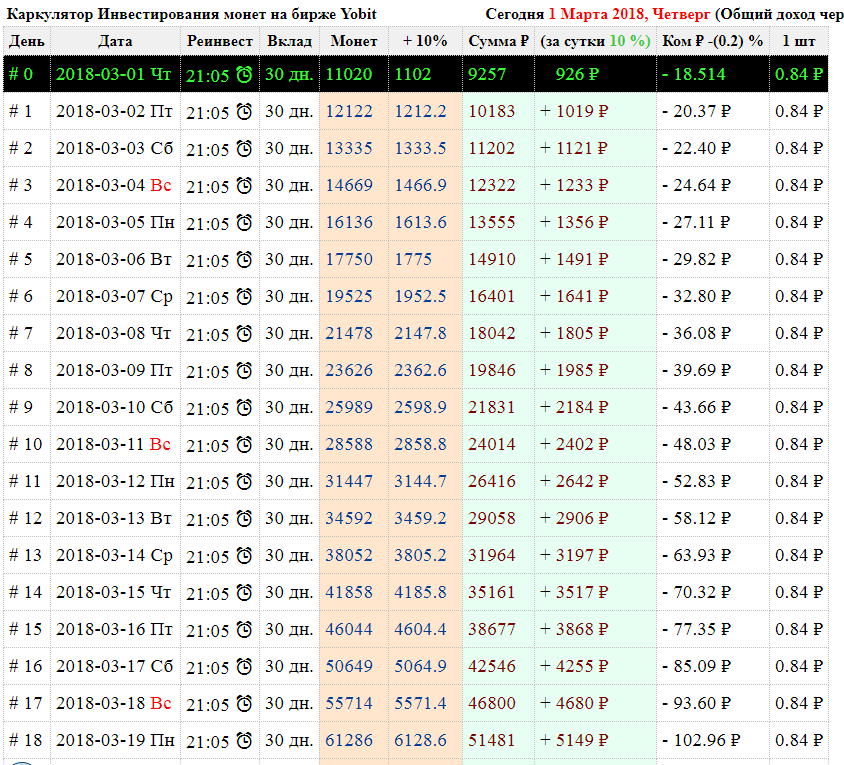 Каркулятор Инвестирования монет на бирже Yobit Сегодня 1 Марта 2018, Четверг (Общий доход чер
День Дата Реинвест Вклад Монет + 10% Сумма ₽ (за сутки 10 %) Ком ₽ -(0.2) % 1 шт
# 0 2018-03-01 Чт 21:05 30 дн. 11020 1102 9257 926 ₽ - 18.514 0.84 ₽
# 1 2018-03-02 Пт 21:05 30 дн. 12122 1212.2 10183 + 1019 ₽ - 20.37 ₽ 0.84 ₽
# 2 2018-03-03 Сб 21:05 30 дн. 13335 1333.5 11202 + 1121 ₽ - 22.40 ₽ 0.84 ₽
# 3 2018-03-04 Вс 21:05 30 дн. 14669 1466.9 12322 + 1233 ₽ - 24.64 ₽ 0.84 ₽
# 4 2018-03-05 Пн 21:05 30 дн. 16136 1613.6 13555 + 1356 ₽ - 27.11 ₽ 0.84 ₽
# 5 2018-03-06 Вт 21:05 30 дн. 17750 1775 14910 + 1491 ₽ - 29.82 ₽ 0.84 ₽
# 6 2018-03-07 Ср 21:05 30 дн. 19525 1952.5 16401 + 1641 ₽ - 32.80 ₽ 0.84 ₽
# 7 2018-03-08 Чт 21:05 30 дн. 21478 2147.8 18042 + 1805 ₽ - 36.08 ₽ 0.84 ₽
# 8 2018-03-09 Пт 21:05 30 дн. 23626 2362.6 19846 + 1985 ₽ - 39.69 ₽ 0.84 ₽
# 9 2018-03-10 Сб 21:05 30 дн. 25989 2598.9 21831 + 2184 ₽ - 43.66 ₽ 0.84 ₽
# 10 2018-03-11 Вс 21:05 30 дн. 28588 2858.8 24014 + 2402 ₽ - 48.03 ₽ 0.84 ₽
# 11 2018-03-12 Пн 21:05 30 дн. 31447 3144.7 26416 + 2642 ₽ - 52.83 ₽ 0.84 ₽
# 12 2018-03-13 Вт 21:05 30 дн. 34592 3459.2 29058 + 2906 ₽ - 58.12 ₽ 0.84 ₽
# 13 2018-03-14 Ср 21:05 30 дн. 38052 3805.2 31964 + 3197 ₽ - 63.93 ₽ 0.84 ₽
# 14 2018-03-15 Чт 21:05 30 дн. 41858 4185.8 35161 + 3517 ₽ - 70.32 ₽ 0.84 ₽
# 15 2018-03-16 Пт 21:05 30 дн. 46044 4604.4 38677 + 3868 ₽ - 77.35 ₽ 0.84 ₽
# 16 2018-03-17 Сб 21:05 30 дн. 50649 5064.9 42546 + 4255 ₽ - 85.09 ₽ 0.84 ₽
# 17 2018-03-18 Вс 21:05 30 дн. 55714 5571.4 46800 + 4680 ₽ - 93.60 ₽ 0.84 ₽
# 18 2018-03-19 Пн 21:05 30 дн. 61286 6128.6 51481 + 5149 ₽ - 102.96 ₽ 0.84 ₽